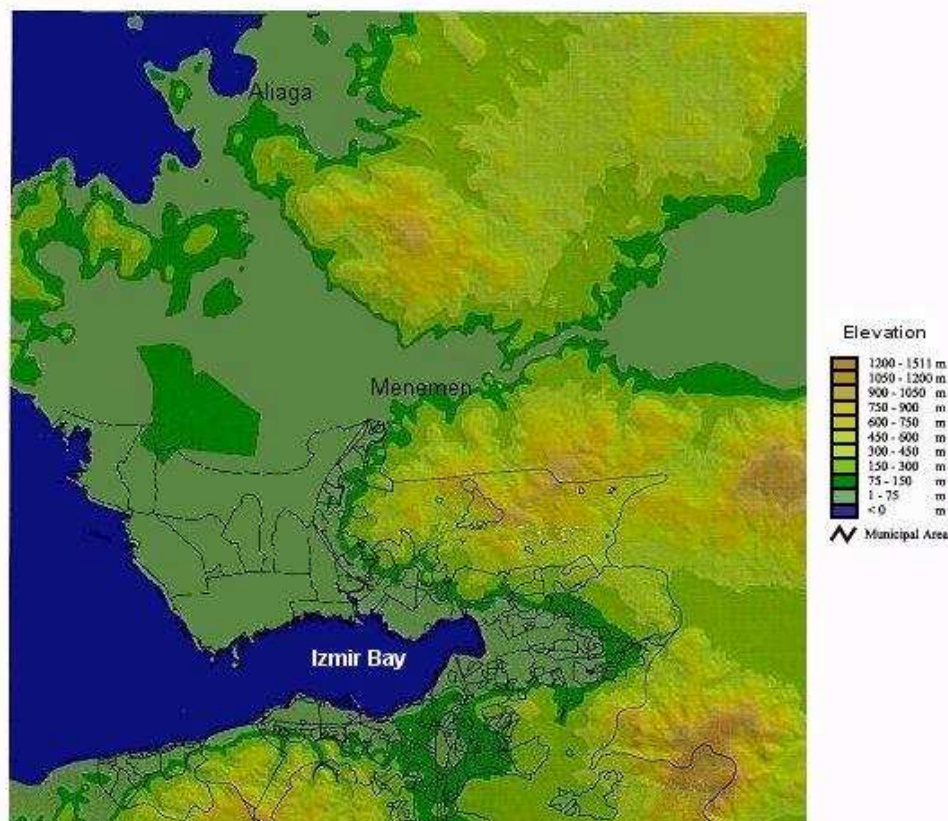 Aliaga
Menemen
Izmir Bay
Elevation
1200 - 1511 m
1050 - 1200 m
900 - 1050 m
750 - 900 m
600 - 750 m
450 - 600 m
300 - 450 m
150 - 300 m
75 - 150 m
1 - 75 m
< 0 m
Municipal Area